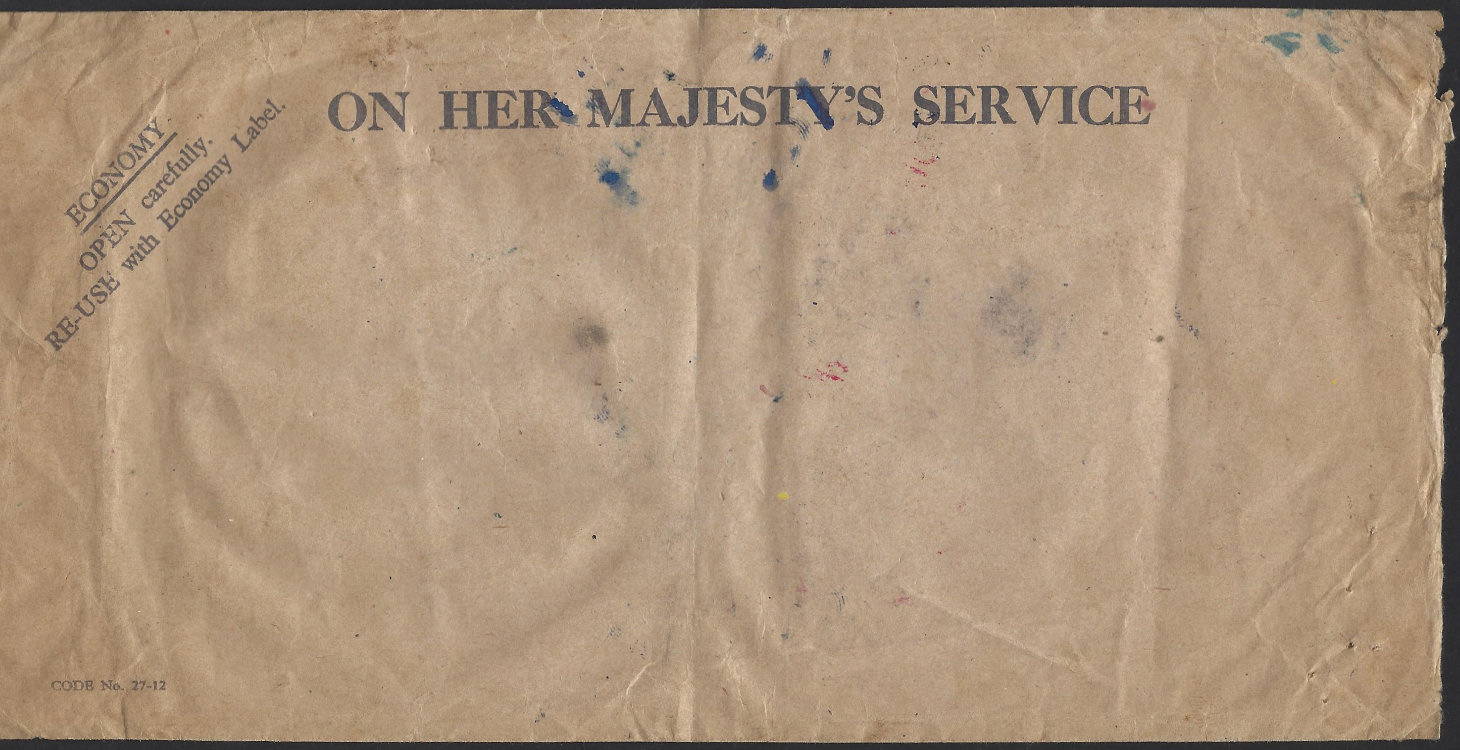 ON HER MAJESTY'S SERVICE
ECONOMY.
OPEN carefully.
RE-USE with Economy Label.
CODE No. 27-12